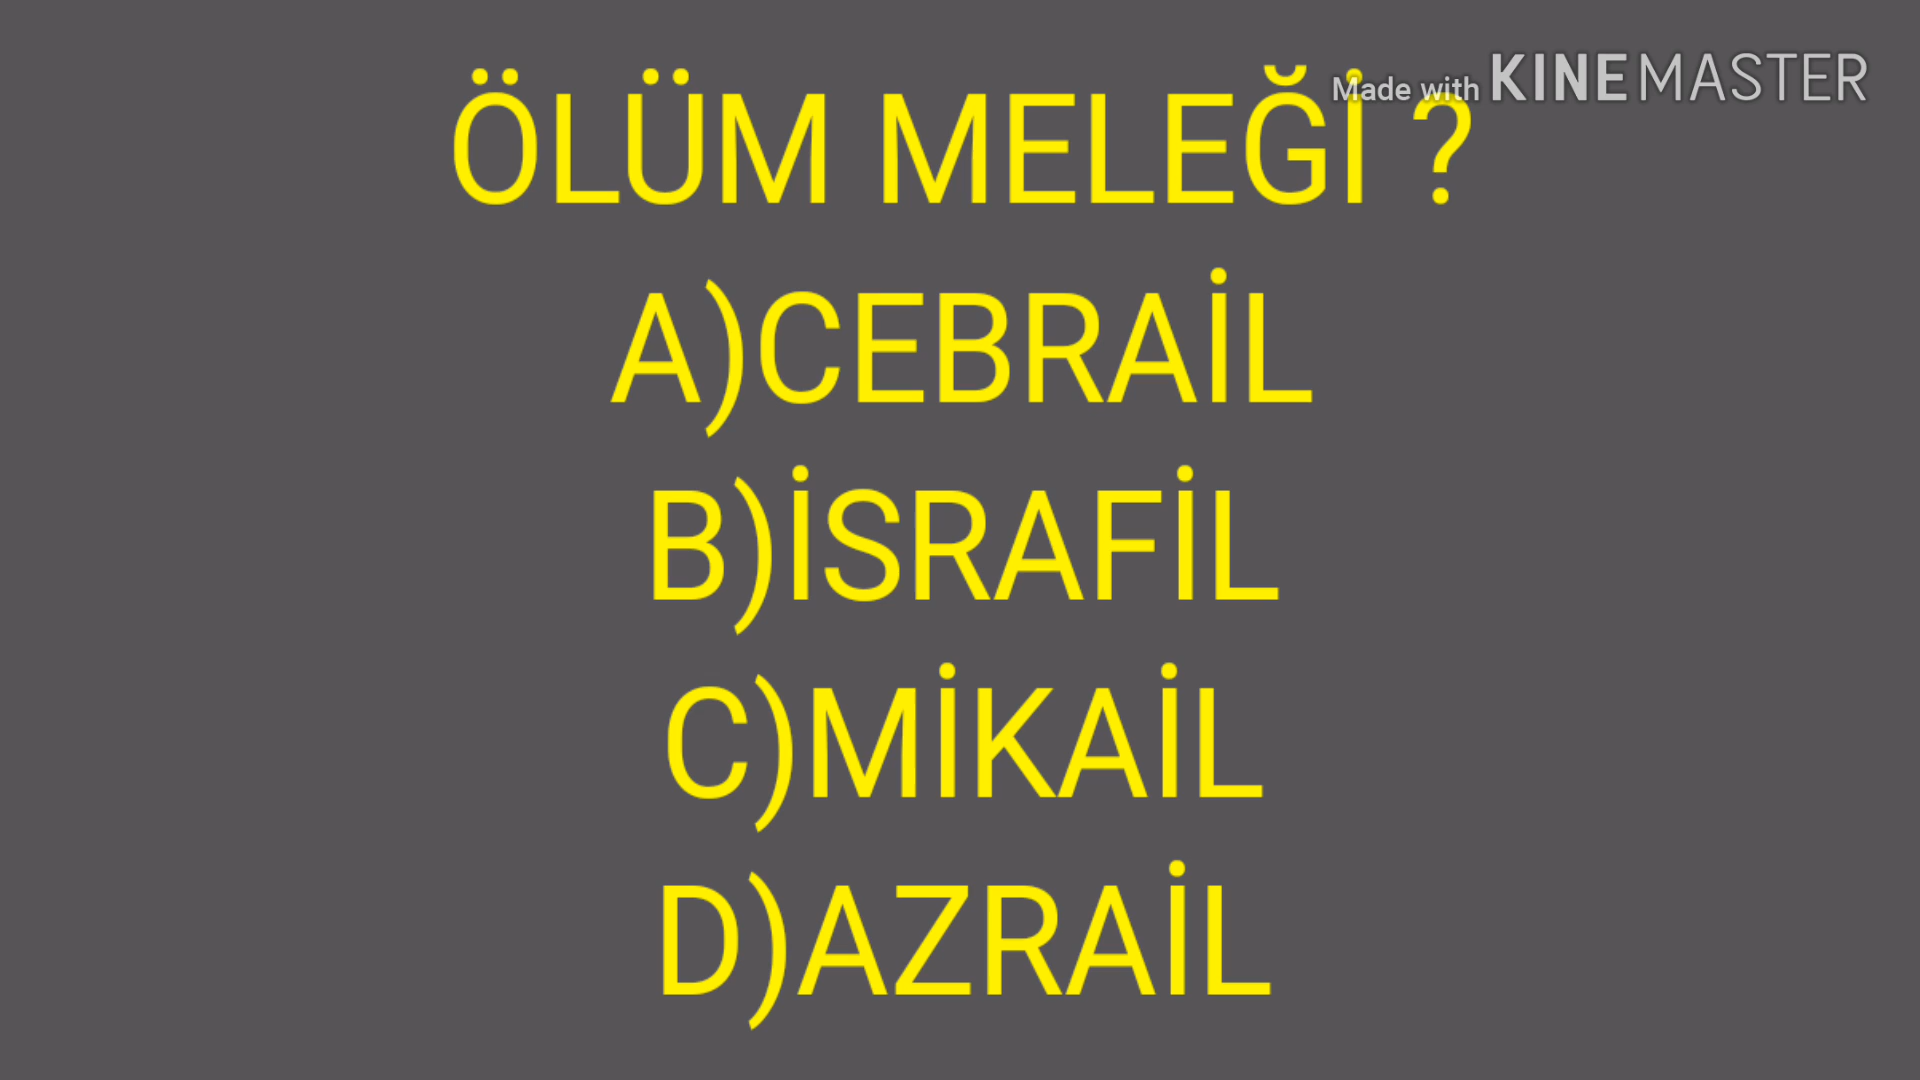 Made with KINEMASTER
ÖLÜM MELEĞİ ?
A)CEBRAİL
B)İSRAFİL
C)MİKAİL
D)AZRAİL